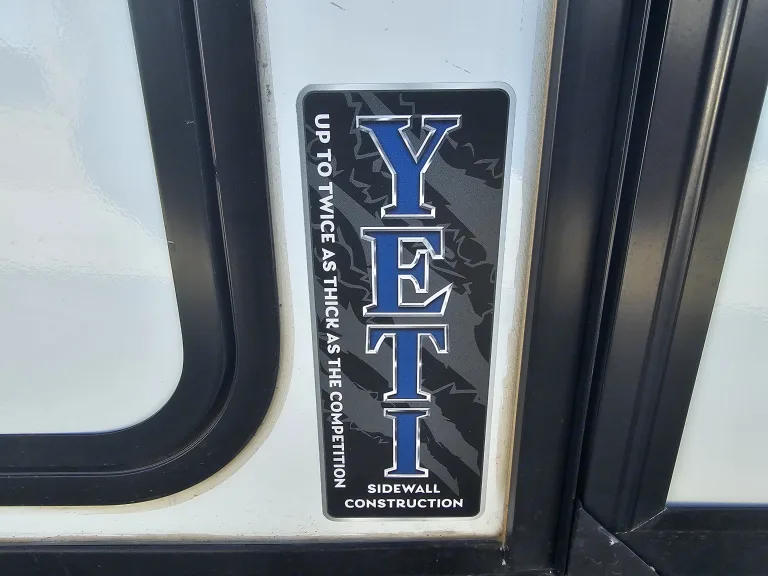 YETI
UP TO TWICE AS THICK AS THE COMPETITION
SIDEWALL
CONSTRUCTION